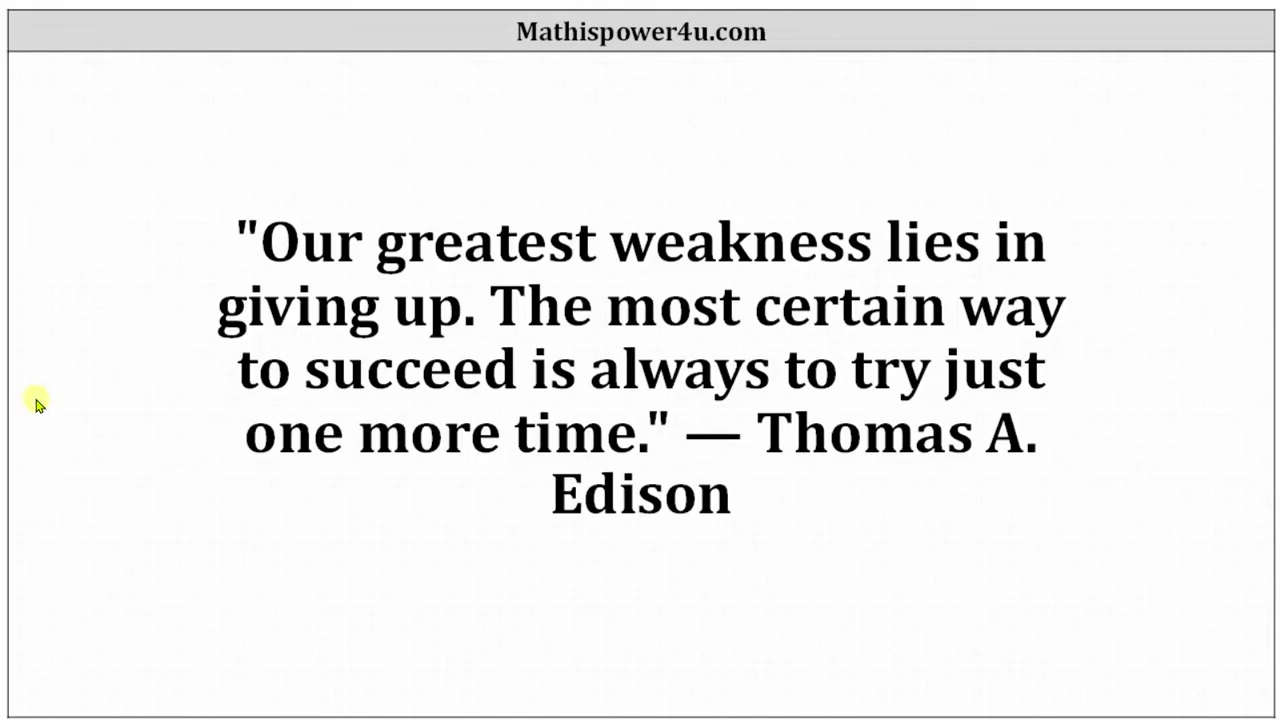 Mathispower4u.com
"Our greatest weakness lies in
giving up. The most certain way
to succeed is always to try just
one more time." — Thomas A.
Edison